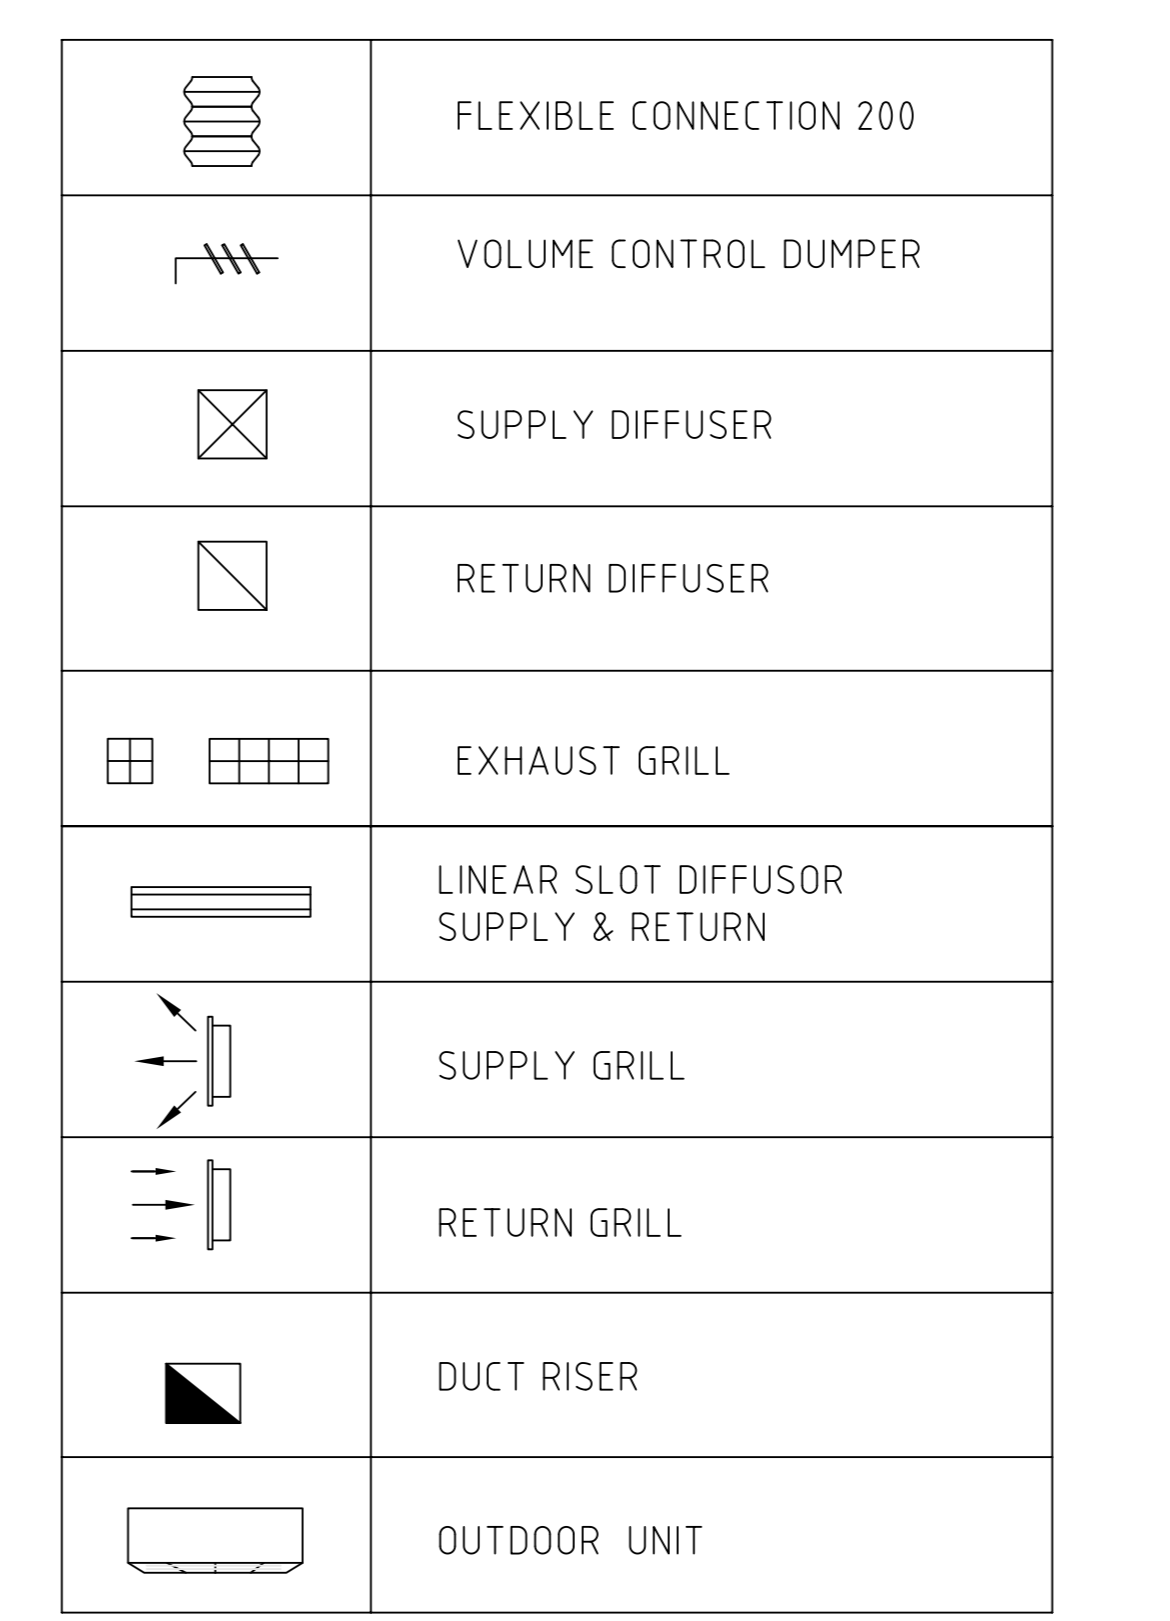 FLEXIBLE CONNECTION 200
VOLUME CONTROL DUMPER
SUPPLY DIFFUSER
RETURN DIFFUSER
EXHAUST GRILL
LINEAR SLOT DIFFUSOR
SUPPLY & RETURN
SUPPLY GRILL
RETURN GRILL
DUCT RISER
OUTDOOR UNIT